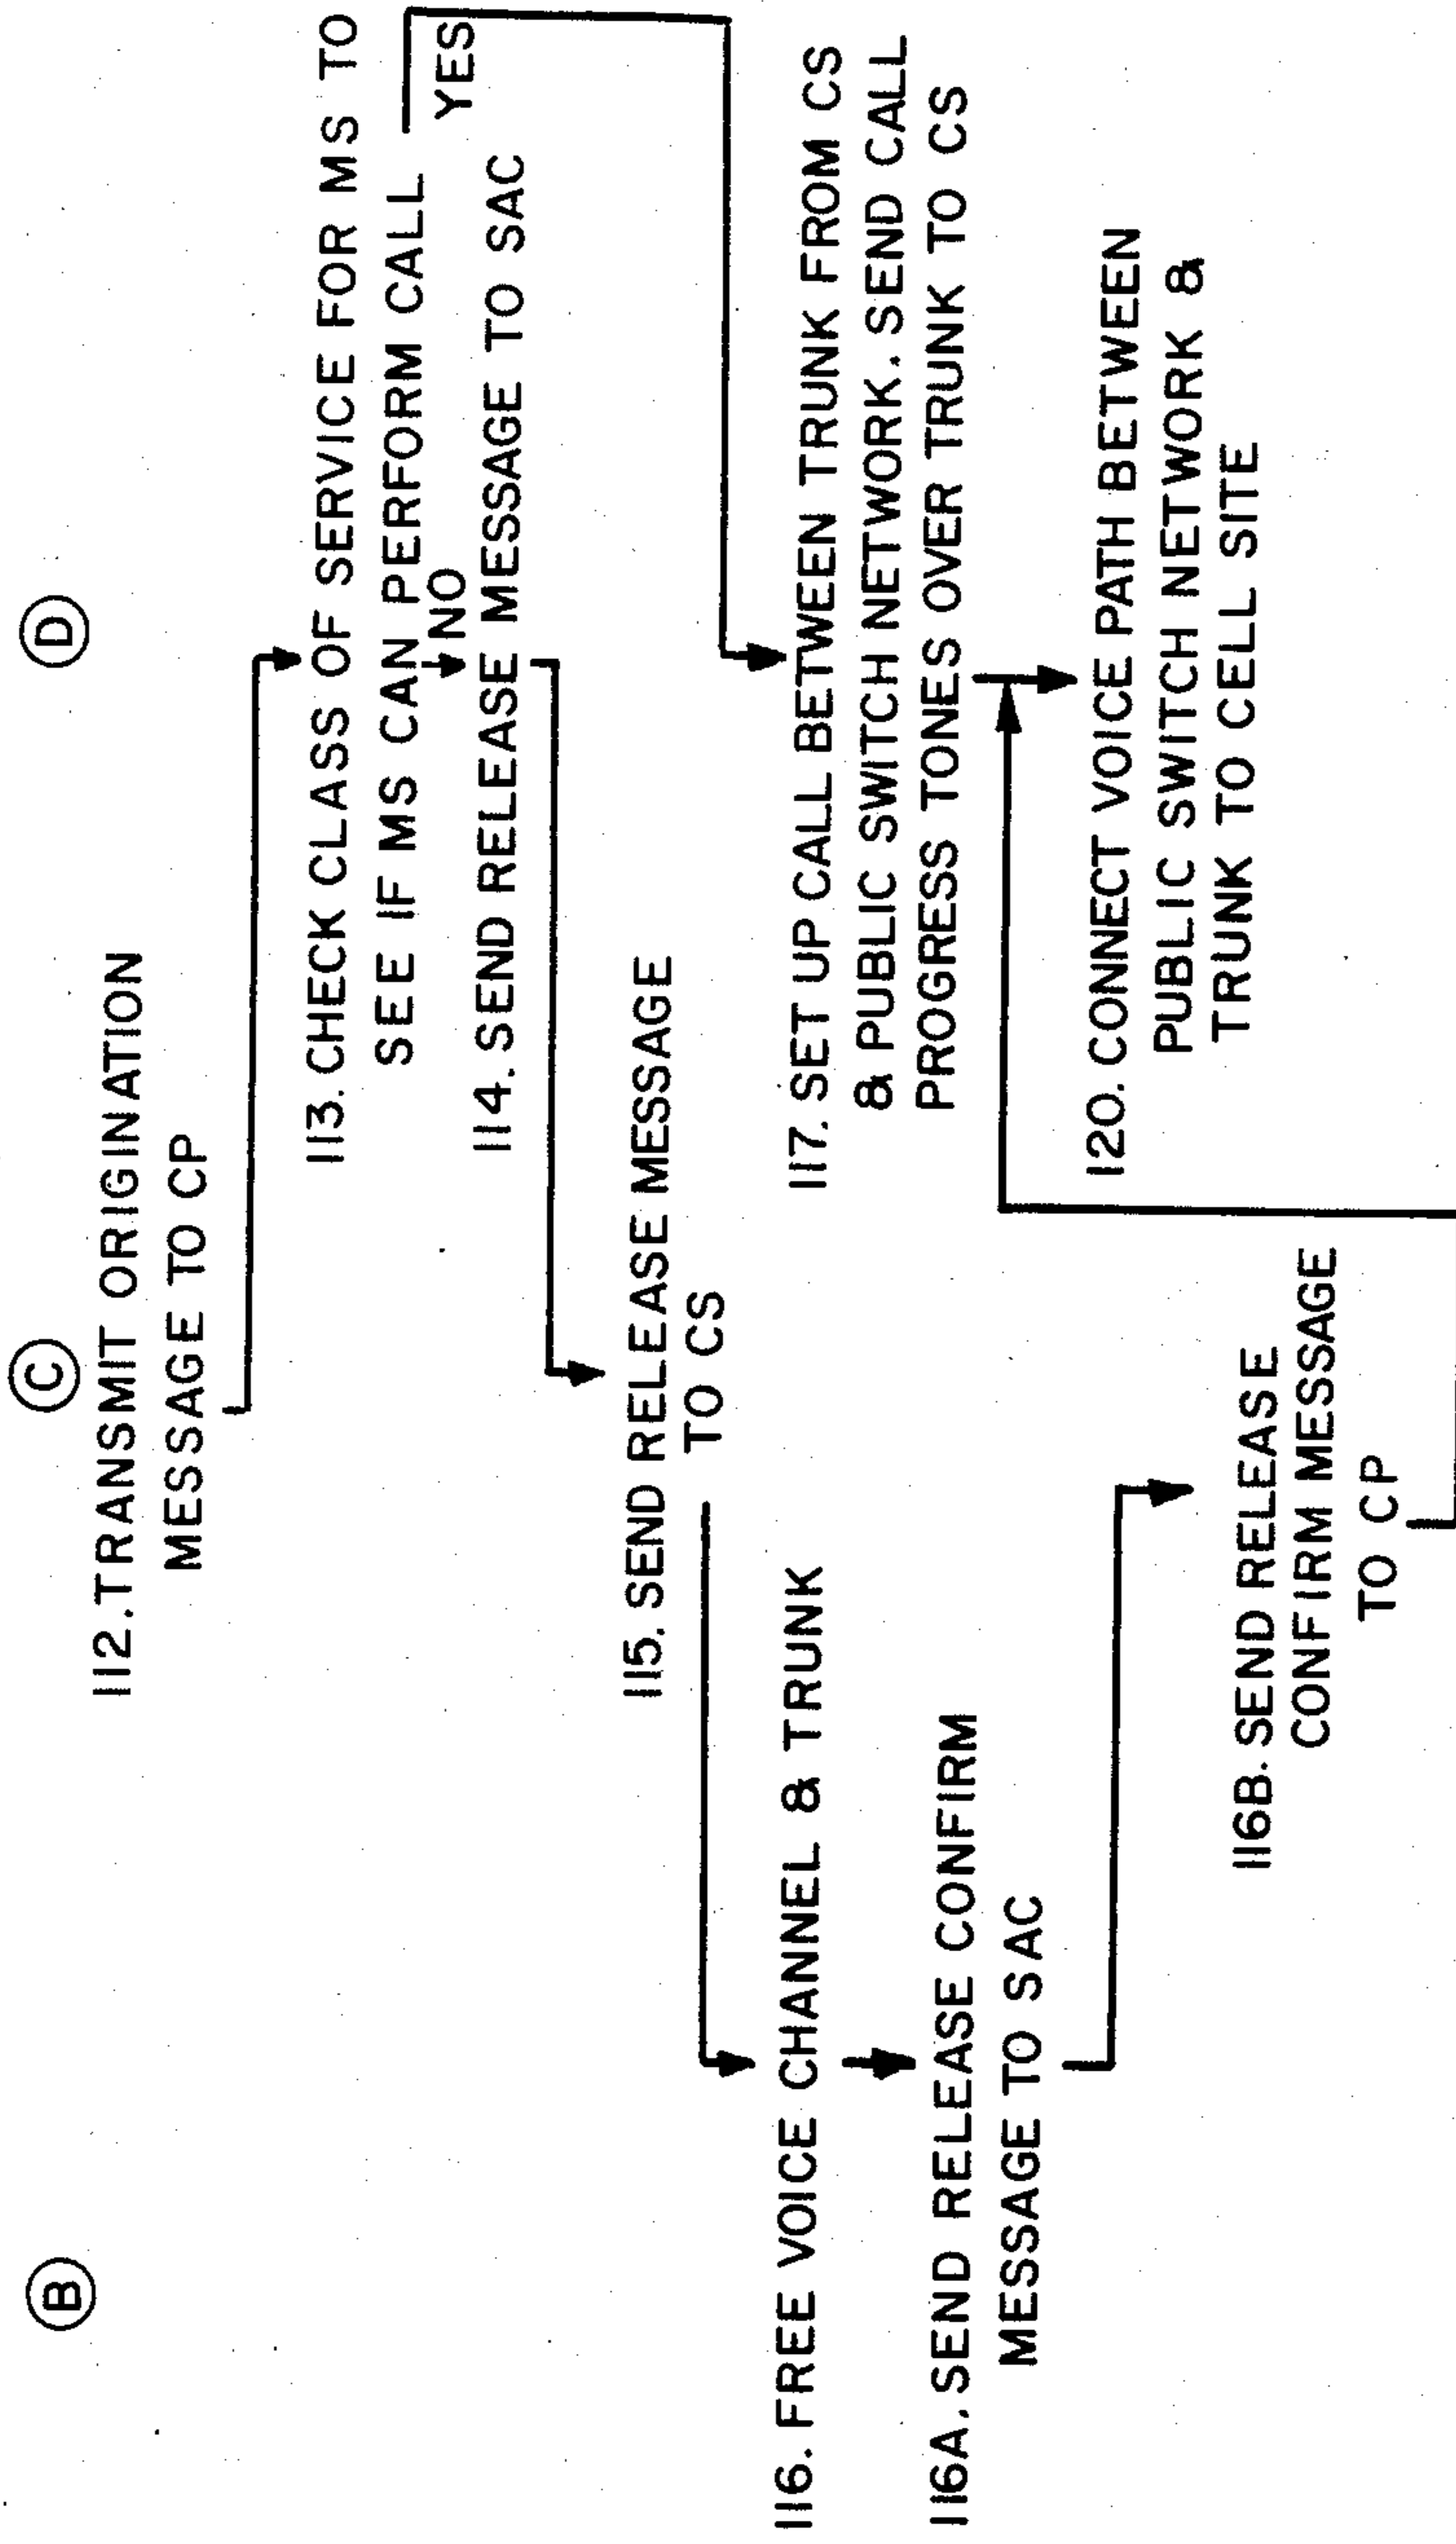 B
C
D
112. TRANSMIT ORIGINATION
MESSAGE TO CP
113. CHECK CLASS OF SERVICE FOR MS TO
SEE IF MS CAN PERFORM CALL
YES
NO
114. SEND RELEASE MESSAGE TO SAC
115. SEND RELEASE MESSAGE
TO CS
116. FREE VOICE CHANNEL & TRUNK
117. SET UP CALL BETWEEN TRUNK FROM CS
& PUBLIC SWITCH NETWORK. SEND CALL
PROGRESS TONES OVER TRUNK TO CS
116A. SEND RELEASE CONFIRM
MESSAGE TO SAC
120. CONNECT VOICE PATH BETWEEN
PUBLIC SWITCH NETWORK &
TRUNK TO CELL SITE
116B. SEND RELEASE
CONFIRM MESSAGE
TO CP